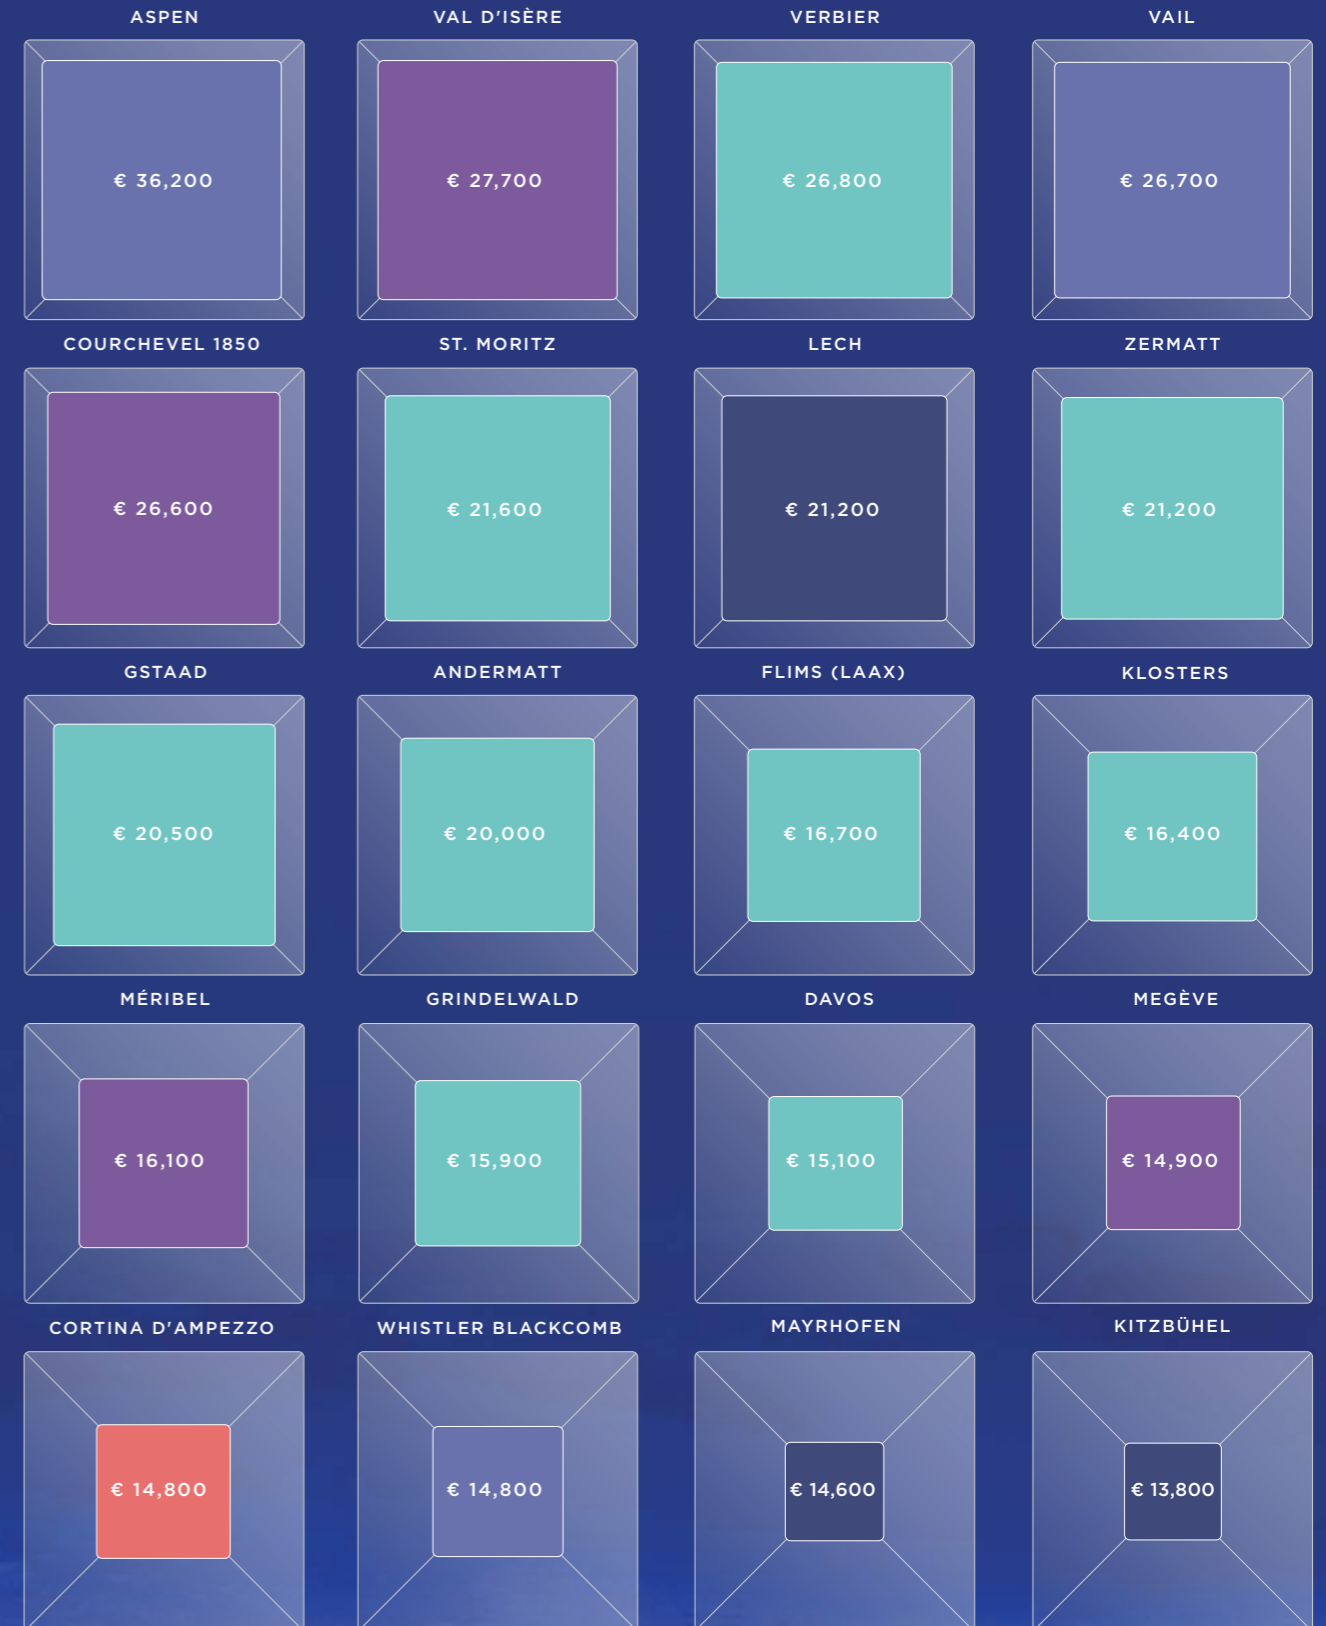 ASPEN
VAL D'ISÈRE
VERBIER
VAIL
€ 36,200
€ 27,700
€ 26,800
€ 26,700
COURCHEVEL 1850
ST. MORITZ
LECH
ZERMATT
€ 26,600
€ 21,600
€ 21,200
€ 21,200
GSTAAD
ANDERMATT
FLIMS (LAAX)
KLOSTERS
€ 20,500
€ 20,000
€ 16,700
€ 16,400
MÉRIBEL
GRINDELWALD
DAVOS
MEGÈVE
€ 16,100
€ 15,900
€ 15,100
€ 14,900
CORTINA D'AMPEZZO
WHISTLER BLACKCOMB
MAYRHOFEN
KITZBÜHEL
€ 14,800
€ 14,800
€ 14,600
€ 13,800